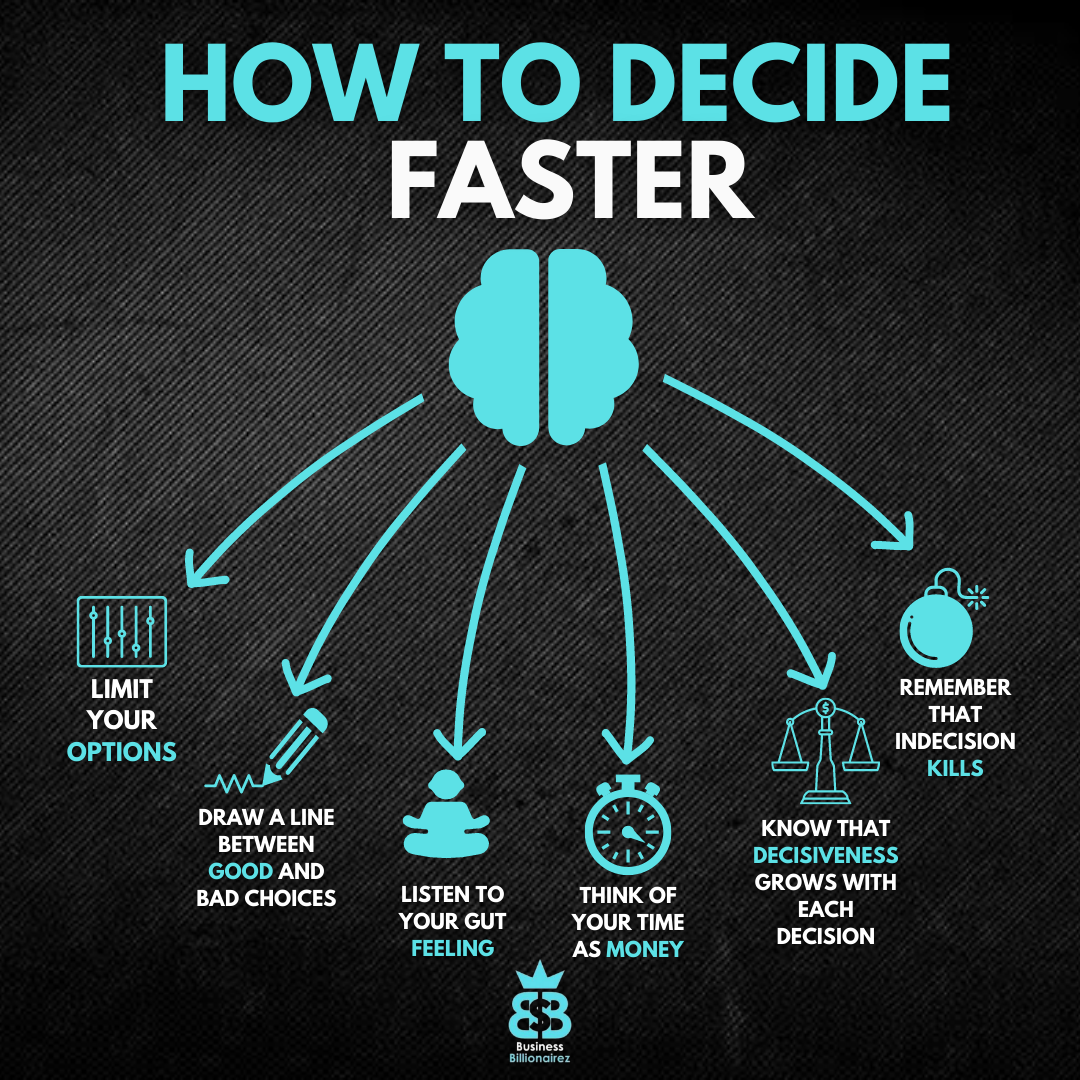 HOW TO DECIDE
FASTER
LIMIT
YOUR
OPTIONS
DRAW A LINE
BETWEEN
GOOD AND
BAD CHOICES
LISTEN TO
YOUR GUT
FEELING
THINK OF
YOUR TIME
AS MONEY
$
KNOW THAT
DECISIVENESS
GROWS WITH
EACH
DECISION
REMEMBER
THAT
INDECISION
KILLS
B$B
Business
Billionairez